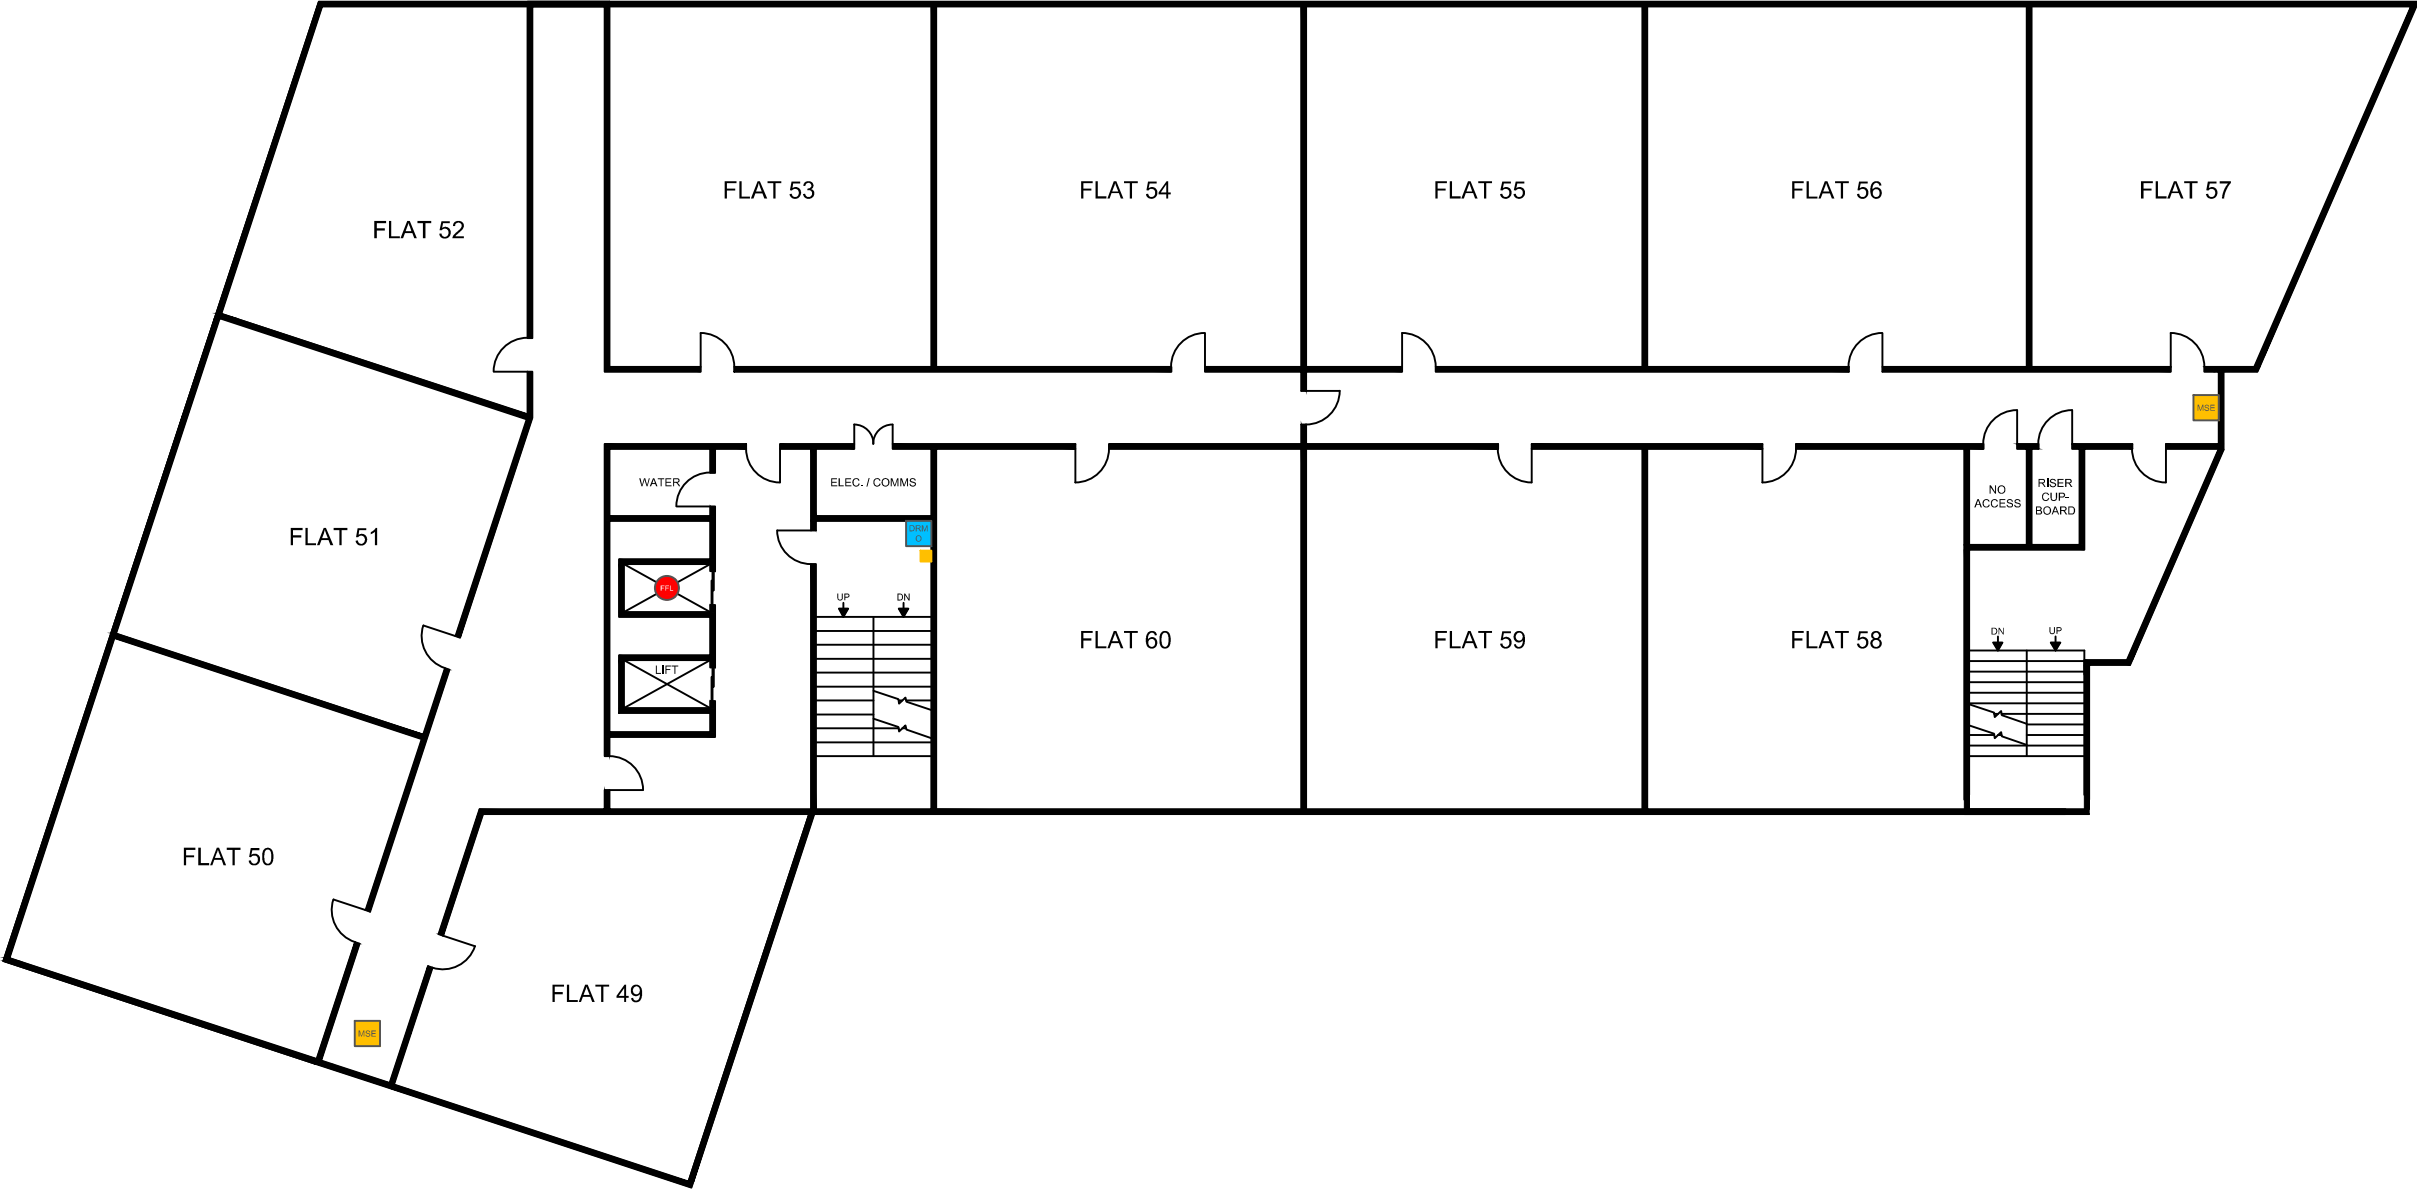 FLAT 53
FLAT 54
FLAT 55
FLAT 56
FLAT 57
FLAT 52
MSE
WATER
ELEC. / COMMS
NO
ACCESS
RISER
CUP-
BOARD
DRM
O
FLAT 51
FFL
UP
DN
FLAT 60
FLAT 59
FLAT 58
DN
UP
LIFT
FLAT 50
FLAT 49
MSE